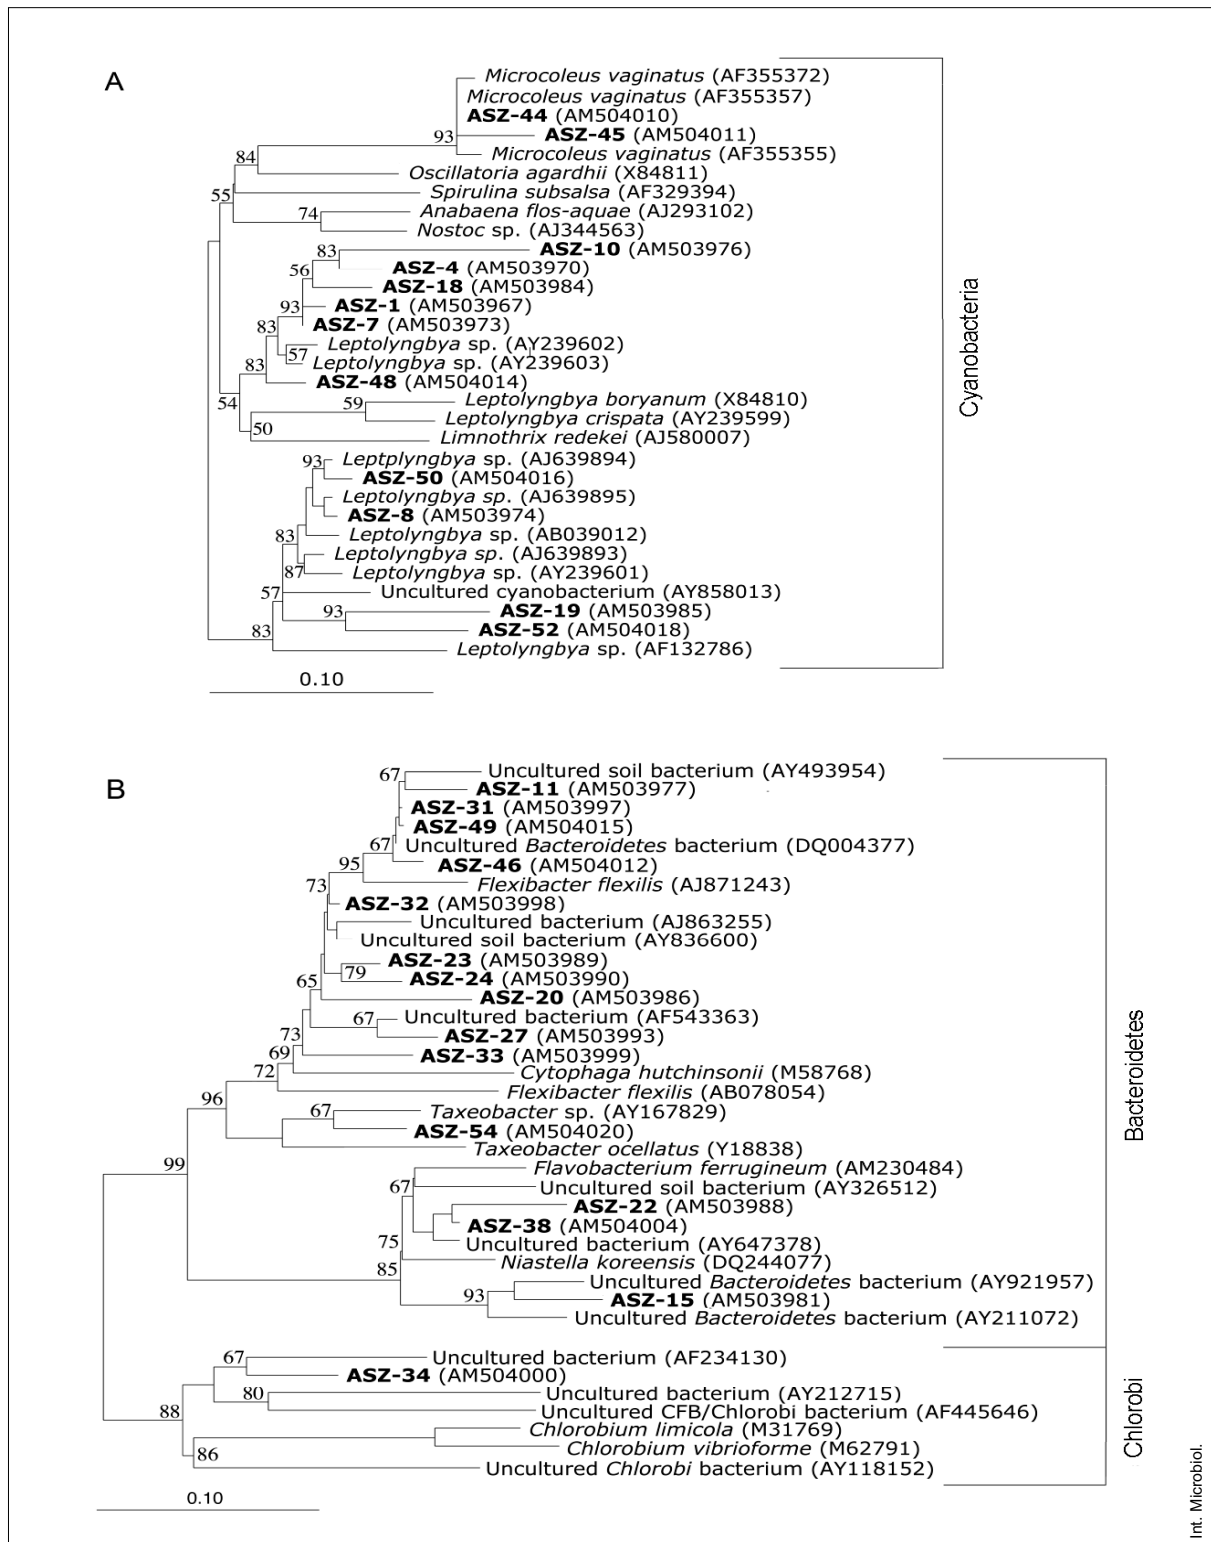 A
Microcoleus vaginatus (AF355372)
Microcoleus vaginatus (AF355357)
ASZ-44 (AM504010)
93 ASZ-45 (AM504011)
Microcoleus vaginatus (AF355355)
84
Oscillatoria agardhii (X84811)
55 Spirulina subsalsa (AF329394)
74 Anabaena flos-aquae (AJ293102)
Nostoc sp. (AJ344563)
83 ASZ-10 (AM503976)
56 ASZ-4 (AM503970)
ASZ-18 (AM503984)
93 ASZ-1 (AM503967)
83 ASZ-7 (AM503973)
Leptolyngbya sp. (AY239602)
83 57 Leptolyngbya sp. (AY239603)
ASZ-48 (AM504014)
54 59 Leptolyngbya boryanum (X84810)
Leptolyngbya crispata (AY239599)
50 Limnothrix redekei (AJ580007)
93 Leptplyngbya sp. (AJ639894)
ASZ-50 (AM504016)
Leptolyngbya sp. (AJ639895)
ASZ-8 (AM503974)
83 Leptolyngbya sp. (AB039012)
Leptolyngbya sp. (AJ639893)
87 Leptolyngbya sp. (AY239601)
57 Uncultured cyanobacterium (AY858013)
93 ASZ-19 (AM503985)
83 ASZ-52 (AM504018)
Leptolyngbya sp. (AF132786)
0.10
Cyanobacteria
B
67 Uncultured soil bacterium (AY493954)
ASZ-11 (AM503977)
ASZ-31 (AM503997)
ASZ-49 (AM504015)
67 Uncultured Bacteroidetes bacterium (DQ004377)
95 ASZ-46 (AM504012)
73 Flexibacter flexilis (AJ871243)
ASZ-32 (AM503998)
Uncultured bacterium (AJ863255)
Uncultured soil bacterium (AY836600)
ASZ-23 (AM503989)
65 79 ASZ-24 (AM503990)
ASZ-20 (AM503986)
67 Uncultured bacterium (AF543363)
73 ASZ-27 (AM503993)
69 ASZ-33 (AM503999)
72 Cytophaga hutchinsonii (M58768)
96 Flexibacter flexilis (AB078054)
67 Taxeobacter sp. (AY167829)
ASZ-54 (AM504020)
Taxeobacter ocellatus (Y18838)
99 Flavobacterium ferrugineum (AM230484)
67 Uncultured soil bacterium (AY326512)
ASZ-22 (AM503988)
ASZ-38 (AM504004)
75 Uncultured bacterium (AY647378)
Niastella koreensis (DQ244077)
85 Uncultured Bacteroidetes bacterium (AY921957)
93 ASZ-15 (AM503981)
Uncultured Bacteroidetes bacterium (AY211072)
Bacteroidetes
67 Uncultured bacterium (AF234130)
ASZ-34 (AM504000)
80 Uncultured bacterium (AY212715)
88 Uncultured CFB/Chlorobi bacterium (AF445646)
Chlorobium limicola (M31769)
86 Chlorobium vibrioforme (M62791)
Uncultured Chlorobi bacterium (AY118152)
Chlorobi
0.10
Int. Microbiol.